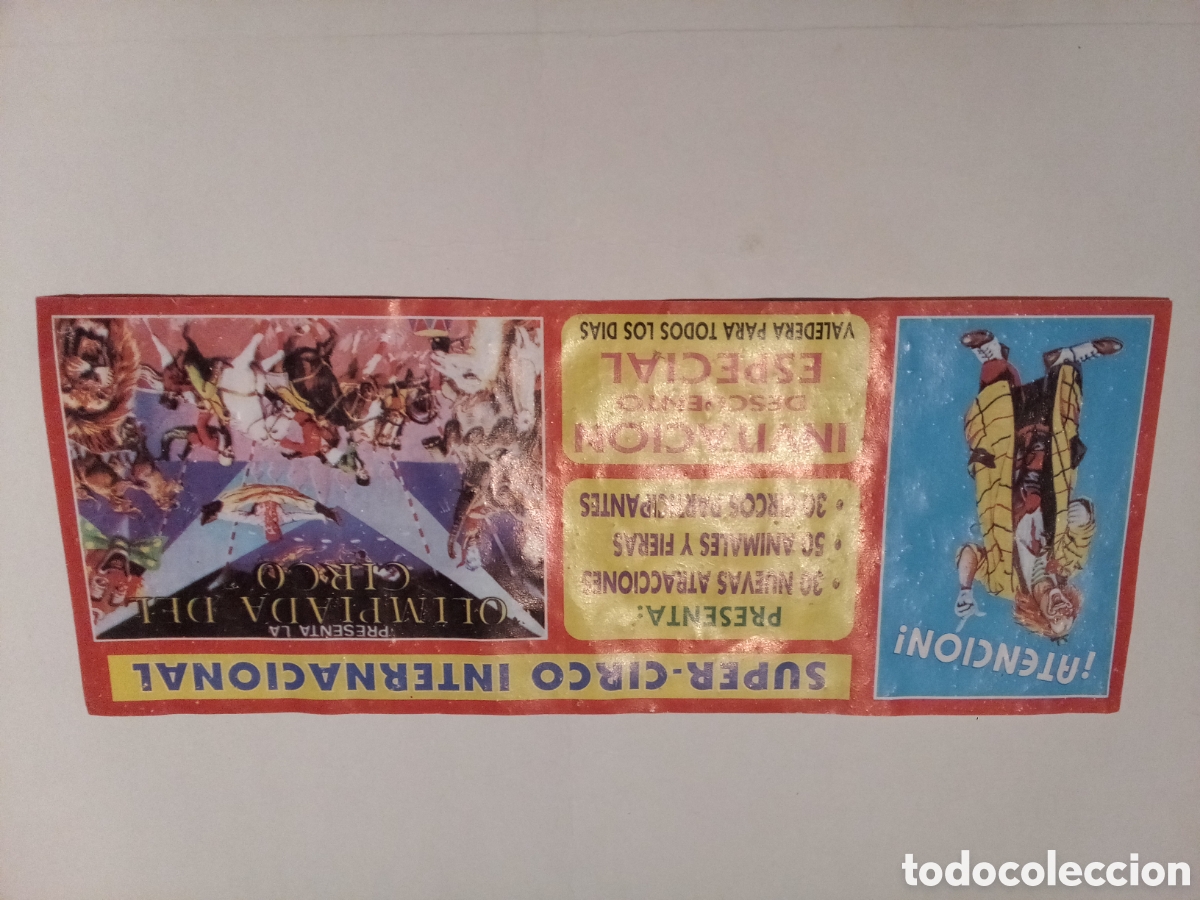 ¡ATENCION!
SUPER-CIRCO INTERNACIONAL
PRESENTA:
• 30 NUEVAS ATRACCIONES
• 50 ANIMALES Y FIERAS
• 30 CIRCOS PARTICIPANTES
INVITACION
DESCUENTO
ESPECIAL
VALEDERA PARA TODOS LOS DIAS
PRESENTA LA
OLIMPIADA DEL
CIRCO
todocoleccion